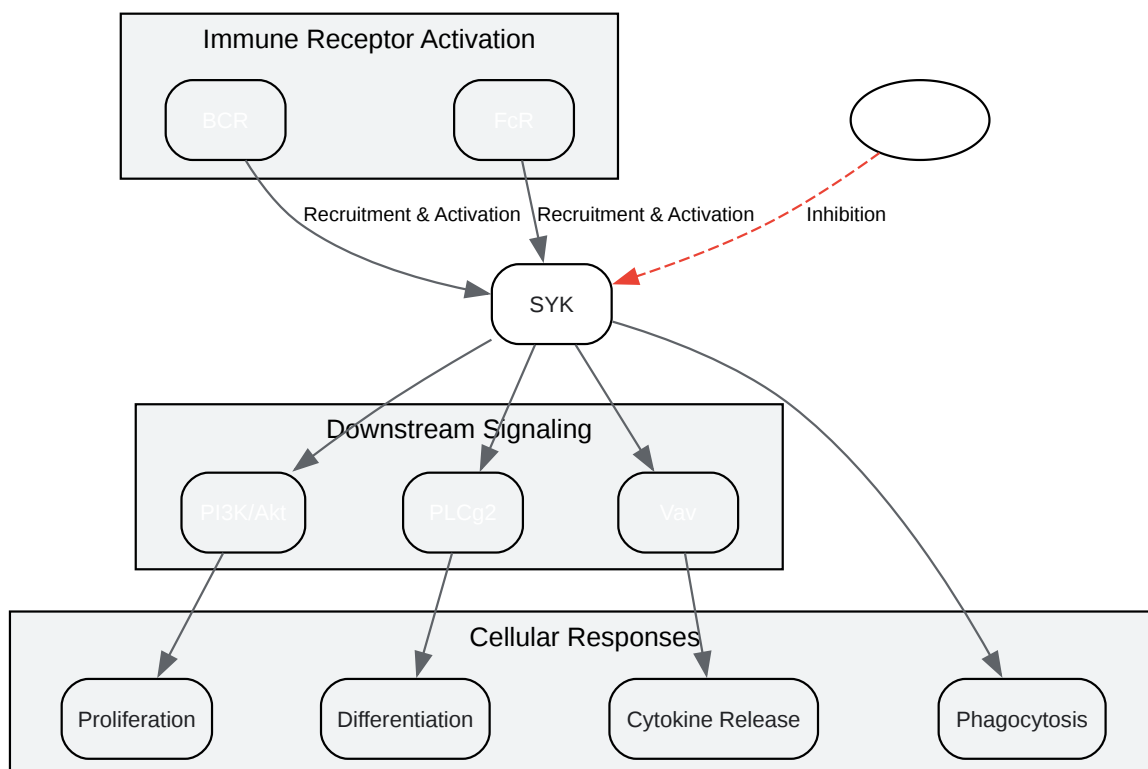 Immune Receptor Activation
BCR
FcR
Recruitment & Activation
Recruitment & Activation
Inhibition
SYK
Downstream Signaling
PI3K/Akt
PLCg2
Vav
Cellular Responses
Proliferation
Differentiation
Cytokine Release
Phagocytosis